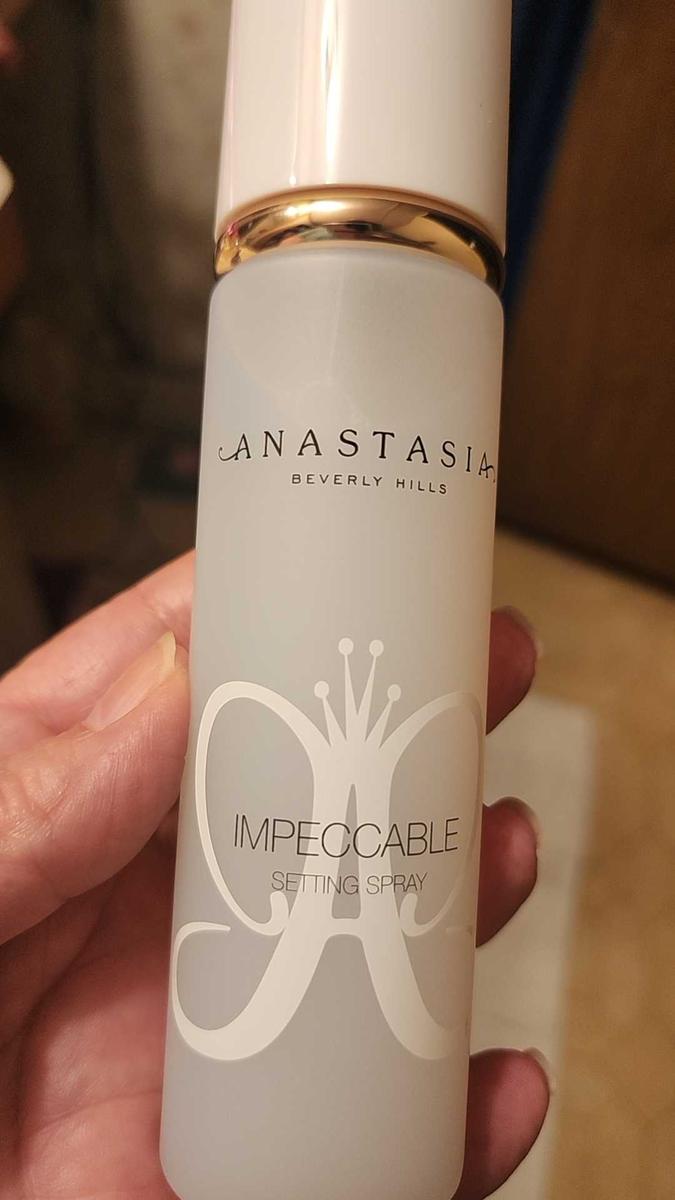 ANASTASIA
BEVERLY HILLS
IMPECCABLE
SETTING SPRAY